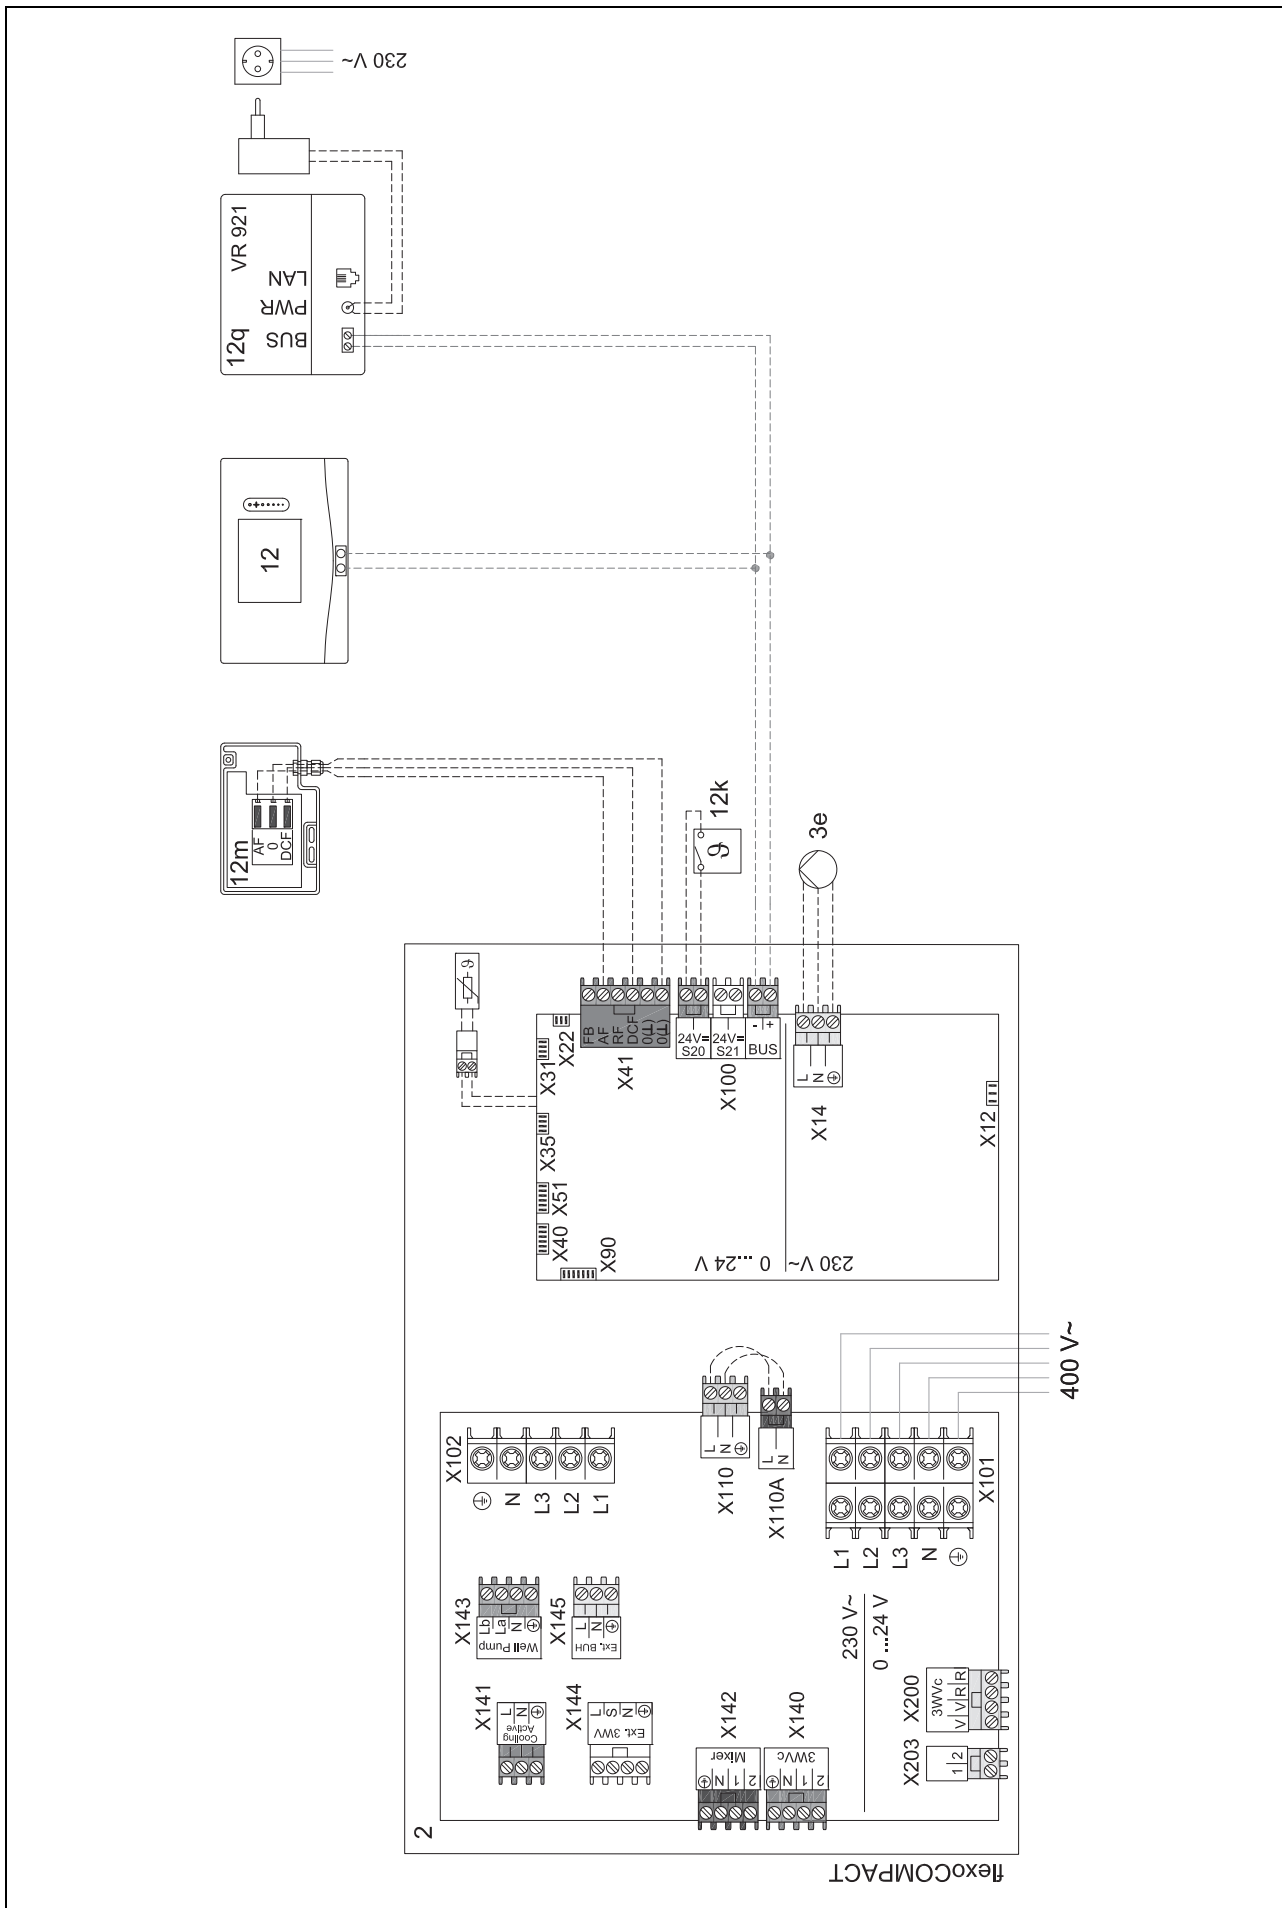 230 V~
VR 921
LAN
PWR
BUS
12q
12
12m
AF
0
DCF
12k
ϑ
3e
ϑ
X22
X31
X35
X51
X40
X90
FB
AF
RF
DCF
0(⊥)
0(⊥)
X41
24V=
S20
24V=
S21
- +
BUS
X100
L
N
X14
X12
0 ...24 V
230 V~
400 V~
X102
N
L3
L2
L1
L
N
X110
L
N
X110A
X101
L1
L2
L3
N
X143
Lb
La
N
Well Pump
X145
L
N
Ext. BUH
X141
L
N
Cooling
Active
X144
L
S
N
Ext. 3WV
X142
Mixer
N
1
2
X140
3WVc
N
1
2
230 V~
0 ...24 V
X200
3WVc
V V R R
X203
1 2
2
flexoCOMPACT